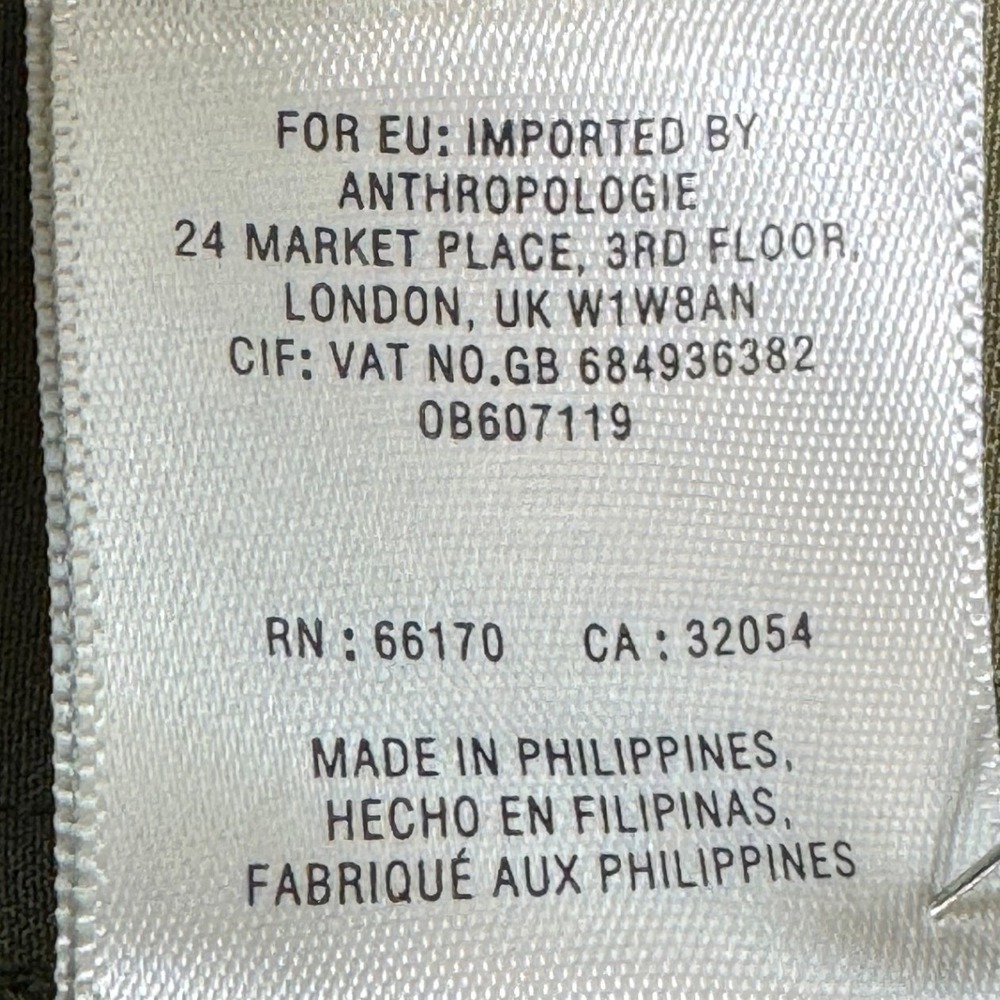 FOR EU: IMPORTED BY
ANTHROPOLOGIE
24 MARKET PLACE, 3RD FLOOR,
LONDON, UK W1W8AN
CIF: VAT NO.GB 684936382
0B607119
RN : 66170 CA : 32054
MADE IN PHILIPPINES,
HECHO EN FILIPINAS,
FABRIQUÉ AUX PHILIPPINES